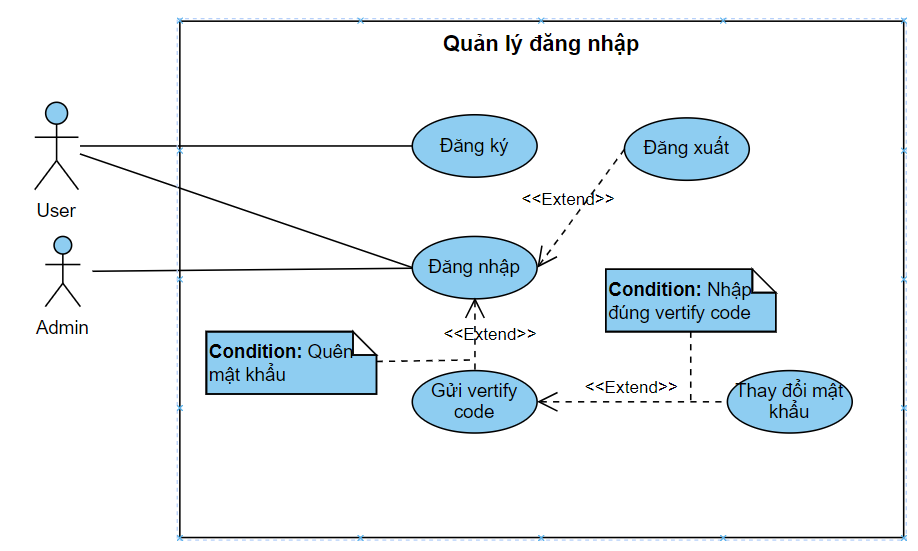 Quản lý đăng nhập
User
Đăng ký
Đăng xuất
<<Extend>>
Admin
Đăng nhập
Condition: Nhập
đúng vertify code
<<Extend>>
Condition: Quên
mật khẩu
Gửi vertify
code
<<Extend>>
Thay đổi mật
khẩu